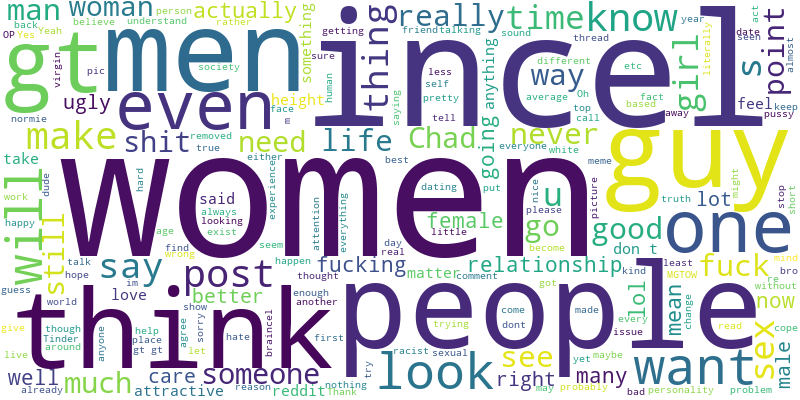 man
woman
actually
something
really
time
know
thing
girl
s
point
back
believe
understand
person
rather
OP
Yes
Yeah
getting
friend
talking
sound
year
date
seen
act
almost
literally
gt
men
incel
virgin
pic
society
sure
human
different
etc
thread
keep
pussy
ugly
even
height
face
m
saying
less
self
pretty
tell
way
anything
average
Oh
top
call
based
fact
away
feel
normie
removed
true
make
shit
need
life
Chad
going
never
everyone
white
meme
guy
take
dude
hard
either
best
work
happy
will
women
said
always
looking
exist
experience
attention
everything
dating
put
nice
please
picture
truth
lot
might
stop
short
u
go
good
one
female
little
become
don t
still
age
find
wrong
seem
day
real
say
post
talk
hope
im
happen
thought
fucking
matter
comment
relationship
got
kind
least
MGTOW
re
without
mind
bro
cope
fuck
guess
world
love
better
enough
another
think
people
lol
mean
change
now
give
though
Tinder
around
anyone
help
place
gt gt
agree
show
sorry
let
hate
braincel
first
trying
come
dont
made
issue
every
read
sex
male
live
already
well
much
care
attractive
someone
reason
reddit
nothing
Thank
try
look
racist
sexual
see
right
may
probably
yet
maybe
many
bad
want
personality
problem